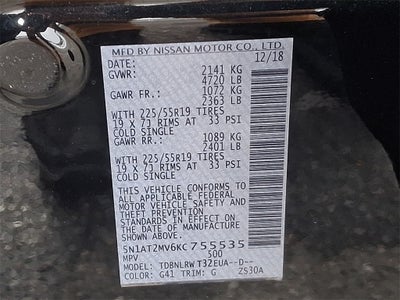 MFD BY NISSAN MOTOR CO., LTD.
DATE: 12/18
GVWR: 2141 KG
4720 LB
GAWR FR.: 1072 KG
2363 LB
WITH 225/55R19 TIRES
19 X 7J RIMS AT 33 PSI
COLD SINGLE
GAWR RR.: 1089 KG
2401 LB
WITH 225/55R19 TIRES
19 X 7J RIMS AT 33 PSI
COLD SINGLE
THIS VEHICLE CONFORMS TO
ALL APPLICABLE FEDERAL
MOTOR VEHICLE SAFETY AND
THEFT PREVENTION
STANDARDS IN EFFECT ON
THE DATE OF MANUFACTURE
SHOWN ABOVE.
5N1AT2MV6KC755535
MPV 500
MODEL: TDBNLRWT32EUA--D--
COLOR: G41 TRIM: G ZS30A